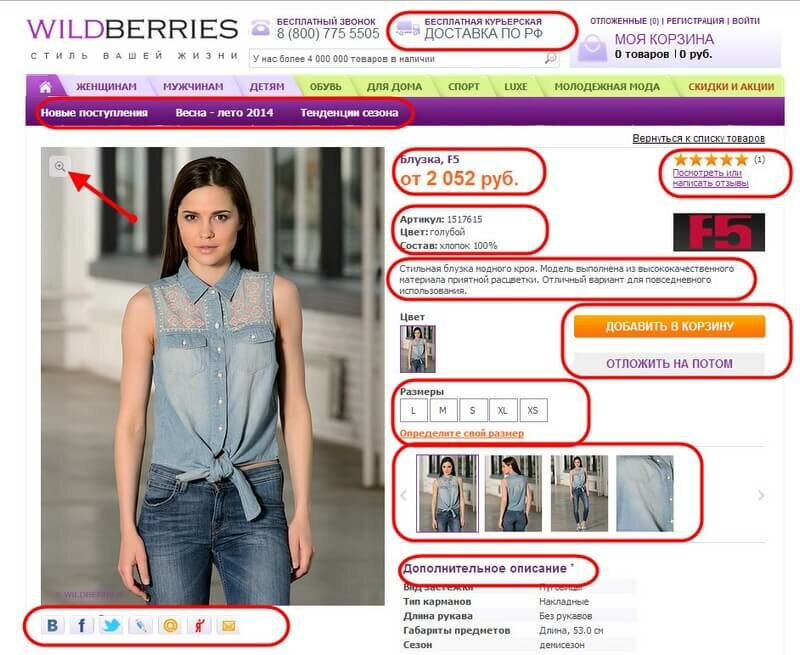 WILDBERRIES
СТИЛЬ ВАШЕЙ ЖИЗНИ
БЕСПЛАТНЫЙ ЗВОНОК
8 (800) 775 5505
БЕСПЛАТНАЯ КУРЬЕРСКАЯ
ДОСТАВКА ПО РФ
ОТЛОЖЕННЫЕ (0) | РЕГИСТРАЦИЯ | ВОЙТИ
МОЯ КОРЗИНА
0 товаров | 0 руб.
У нас более 4 000 000 товаров в наличии
ЖЕНЩИНАМ МУЖЧИНАМ ДЕТЯМ ОБУВЬ ДЛЯ ДОМА СПОРТ LUXE МОЛОДЕЖНАЯ МОДА СКИДКИ И АКЦИИ
Новые поступления Весна - лето 2014 Тенденции сезона
Вернуться к списку товаров
Блузка, F5
от 2 052 руб.
(1)
Посмотреть или
написать отзывы
Артикул: 1517615
Цвет: голубой
Состав: хлопок 100%
F5
Стильная блузка модного кроя. Модель выполнена из высококачественного
материала приятной расцветки. Отличный вариант для повседневного
использования.
Цвет
ДОБАВИТЬ В КОРЗИНУ
ОТЛОЖИТЬ НА ПОТОМ
Размеры
L M S XL XS
Определите свой размер
Дополнительное описание
Вид застежки Пуговицы
Тип карманов Накладные
Длина рукава Без рукавов
Габариты предметов Длина, 53.0 см
Сезон демисезон
© WILDBERRIES